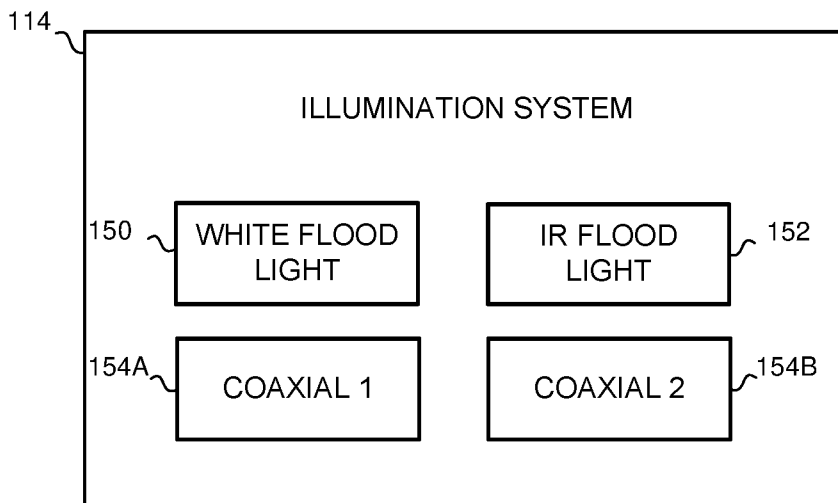 114
ILLUMINATION SYSTEM
150
WHITE FLOOD
LIGHT
IR FLOOD
LIGHT
152
154A
COAXIAL 1
COAXIAL 2
154B